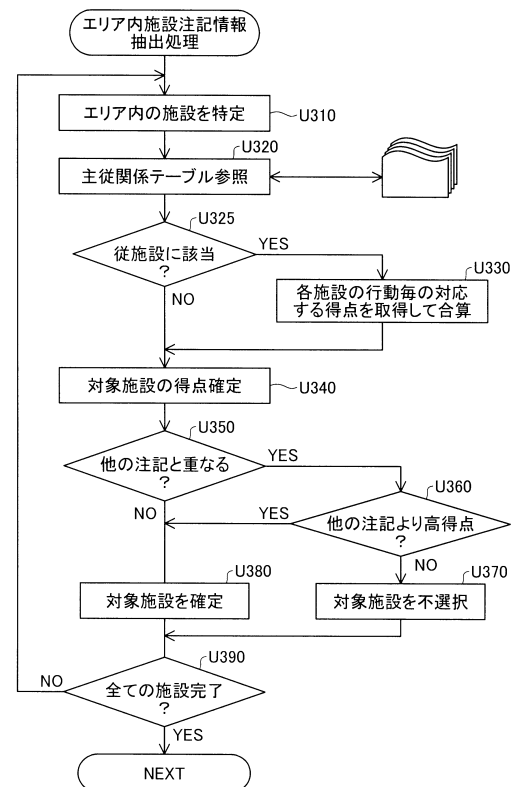 エリア内施設注記情報
抽出処理
エリア内の施設を特定
U310
U320
主従関係テーブル参照
U325
従施設に該当
?
YES
NO
U330
各施設の行動毎の対応
する得点を取得して合算
対象施設の得点確定
U340
U350
他の注記と重なる
?
YES
NO
U360
他の注記より高得点
?
YES
NO
U380
対象施設を確定
U370
対象施設を不選択
U390
全ての施設完了
?
NO
YES
NEXT